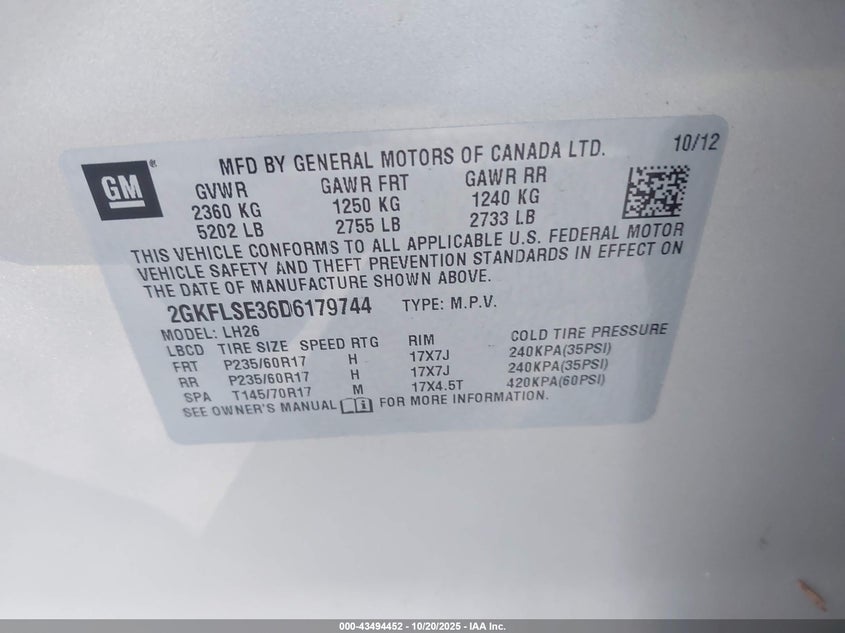 10/12
GM ®
MFD BY GENERAL MOTORS OF CANADA LTD.
GVWR GAWR FRT GAWR RR
2360 KG 1250 KG 1240 KG
5202 LB 2755 LB 2733 LB
THIS VEHICLE CONFORMS TO ALL APPLICABLE U.S. FEDERAL MOTOR
VEHICLE SAFETY AND THEFT PREVENTION STANDARDS IN EFFECT ON
THE DATE OF MANUFACTURE SHOWN ABOVE.
2GKFLSE36D6179744 TYPE: M.P.V.
MODEL: LH26
LBCD TIRE SIZE SPEED RTG RIM COLD TIRE PRESSURE
FRT P235/60R17 H 17X7J 240KPA(35PSI)
RR P235/60R17 H 17X7J 240KPA(35PSI)
SPA T145/70R17 M 17X4.5T 420KPA(60PSI)
SEE OWNER'S MANUAL FOR MORE INFORMATION.
000-43494452 - 10/20/2025 - IAA Inc.